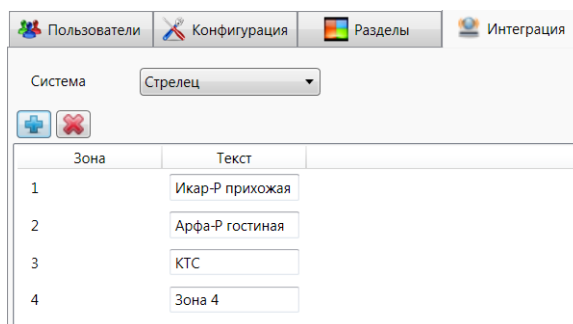 Пользователи Конфигурация Разделы Интеграция
Система Стрелец
Зона Текст
1 Икар-Р прихожая
2 Арфа-Р гостиная
3 КТС
4 Зона 4